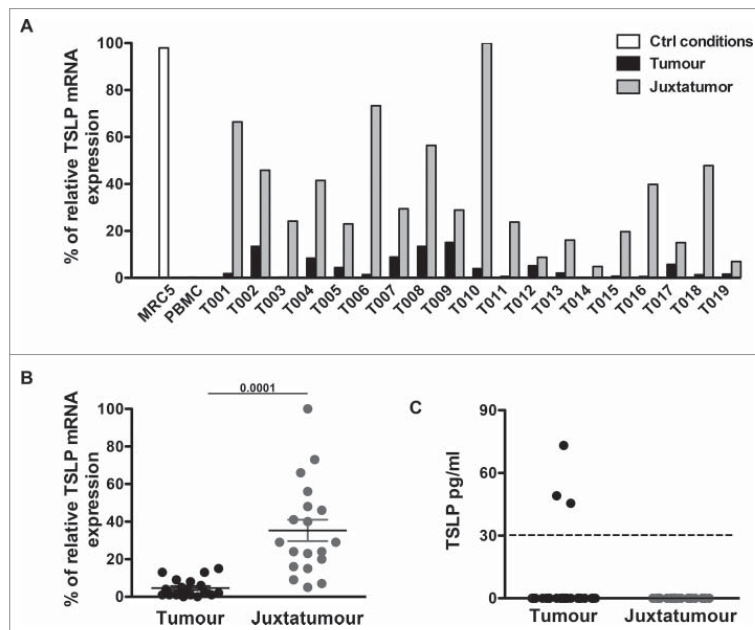 A
% of relative TSLP mRNA
expression
100
80
60
40
20
0
Ctrl conditions
Tumour
Juxtatumor
MRC5
PBMC
T001
T002
T003
T004
T005
T006
T007
T008
T009
T010
T011
T012
T013
T014
T015
T016
T017
T018
T019
B
% of relative TSLP mRNA
expression
100
80
60
40
20
0
0.0001
Tumour
Juxtatumour
C
TSLP pg/ml
90
60
30
0
Tumour
Juxtatumour